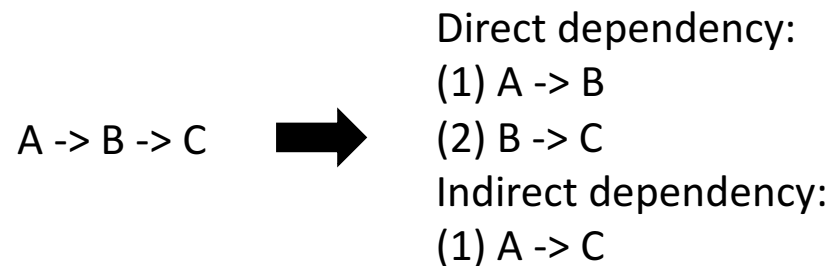 A -> B -> C
Direct dependency:
(1) A -> B
(2) B -> C
Indirect dependency:
(1) A -> C